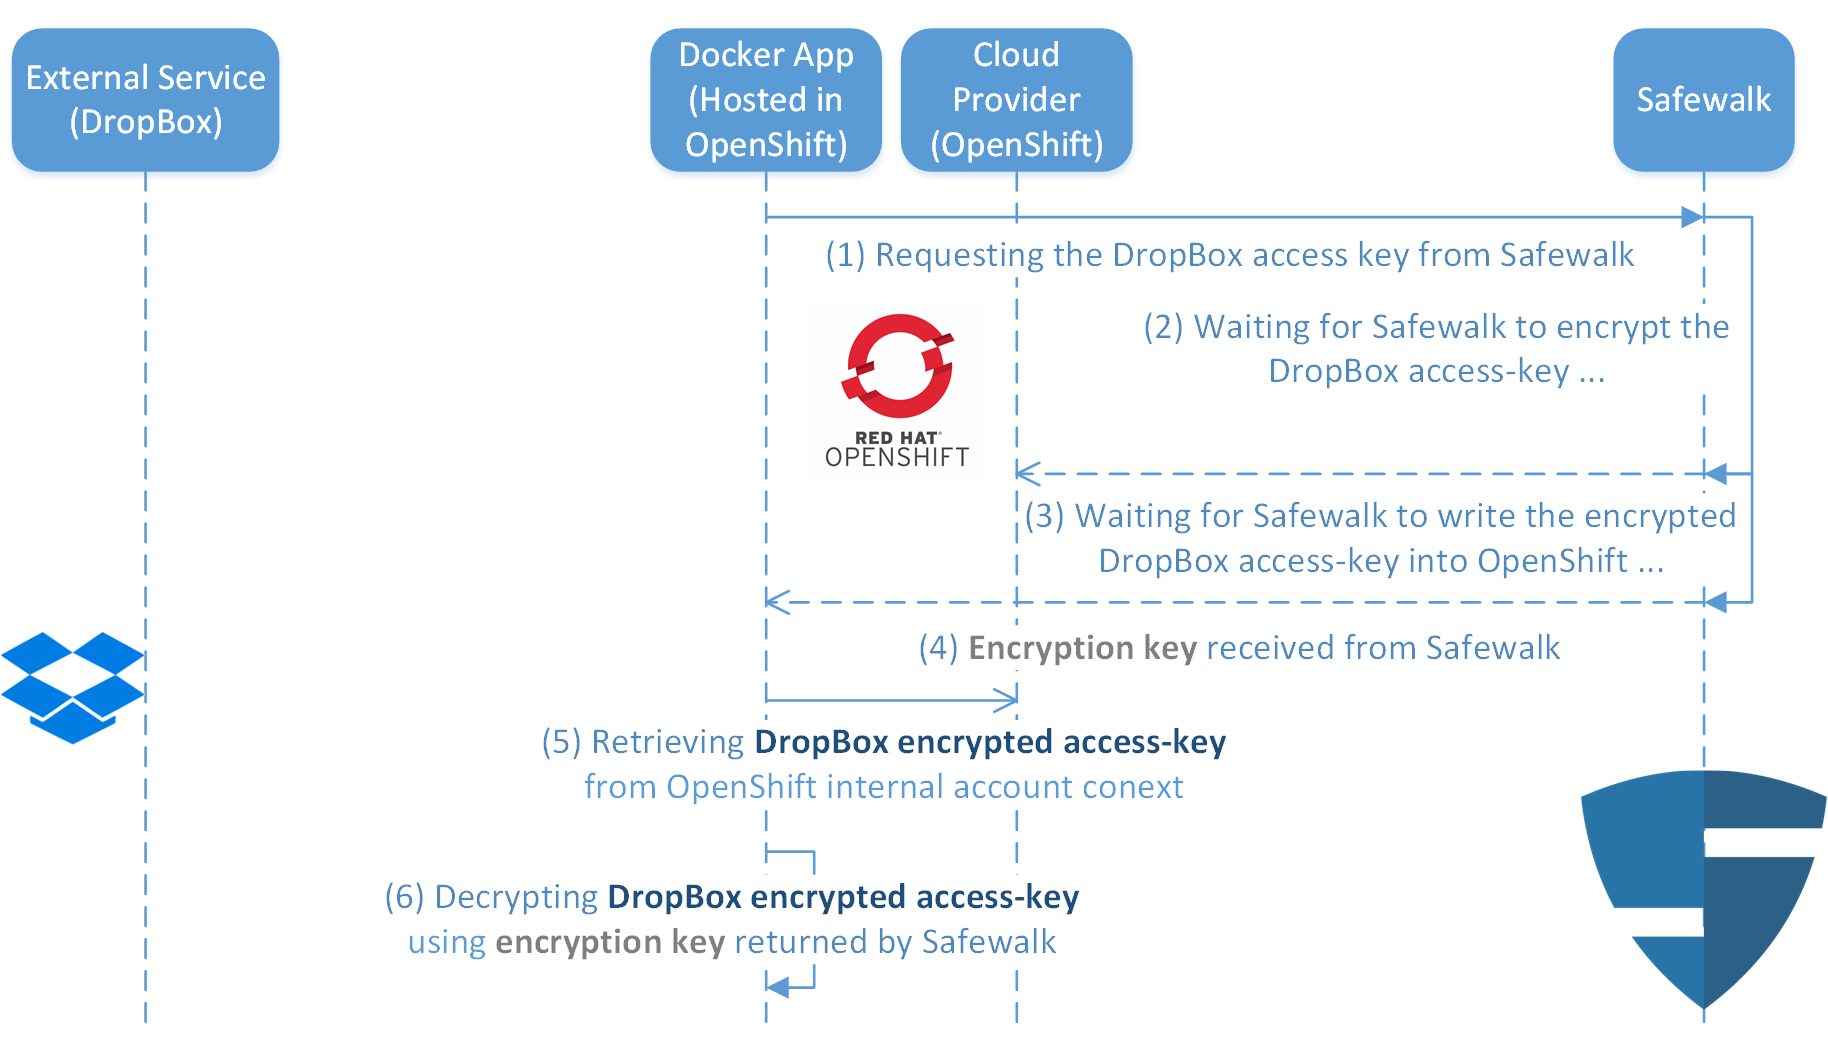 External Service
(DropBox)
Docker App
(Hosted in
OpenShift)
Cloud
Provider
(OpenShift)
Safewalk
(1) Requesting the DropBox access key from Safewalk
(2) Waiting for Safewalk to encrypt the
DropBox access-key ...
RED HAT®
OPENSHIFT
(3) Waiting for Safewalk to write the encrypted
DropBox access-key into OpenShift ...
(4) Encryption key received from Safewalk
(5) Retrieving DropBox encrypted access-key
from OpenShift internal account conext
(6) Decrypting DropBox encrypted access-key
using encryption key returned by Safewalk